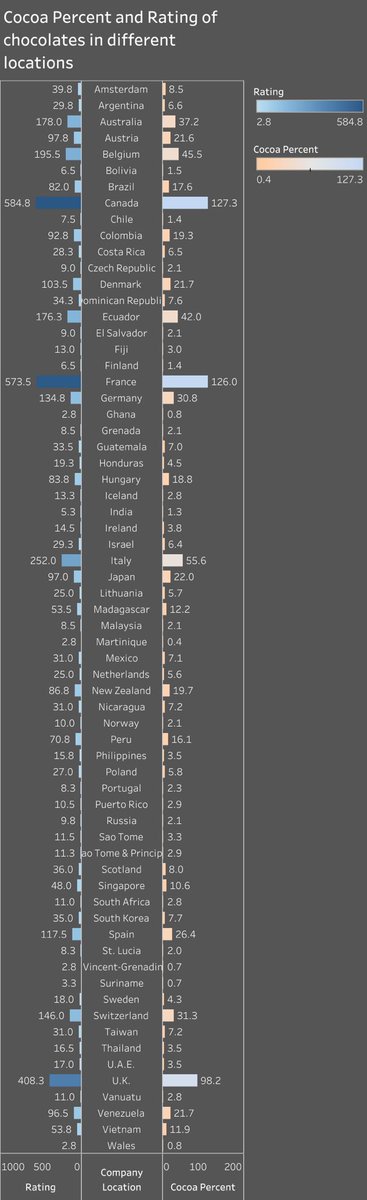 Cocoa Percent and Rating of
chocolates in different
locations
Rating
2.8 584.8
Cocoa Percent
0.4 127.3
39.8 Amsterdam 8.5
29.8 Argentina 6.6
178.0 Australia 37.2
97.8 Austria 21.6
195.5 Belgium 45.5
6.5 Bolivia 1.5
82.0 Brazil 17.6
584.8 Canada 127.3
7.5 Chile 1.4
92.8 Colombia 19.3
28.3 Costa Rica 6.5
9.0 Czech Republic 2.1
103.5 Denmark 21.7
34.3 ominican Republi 7.6
176.3 Ecuador 42.0
9.0 El Salvador 2.1
13.0 Fiji 3.0
6.5 Finland 1.4
573.5 France 126.0
134.8 Germany 30.8
2.8 Ghana 0.8
8.5 Grenada 2.1
33.5 Guatemala 7.0
19.3 Honduras 4.5
83.8 Hungary 18.8
13.3 Iceland 2.8
5.3 India 1.3
14.5 Ireland 3.8
29.3 Israel 6.4
252.0 Italy 55.6
97.0 Japan 22.0
25.0 Lithuania 5.7
53.5 Madagascar 12.2
8.5 Malaysia 2.1
2.8 Martinique 0.4
31.0 Mexico 7.1
25.0 Netherlands 5.6
86.8 New Zealand 19.7
31.0 Nicaragua 7.2
10.0 Norway 2.1
70.8 Peru 16.1
15.8 Philippines 3.5
27.0 Poland 5.8
8.3 Portugal 2.3
10.5 Puerto Rico 2.9
9.8 Russia 2.1
11.5 Sao Tome 3.3
11.3 ao Tome & Princip 2.9
36.0 Scotland 8.0
48.0 Singapore 10.6
11.0 South Africa 2.8
35.0 South Korea 7.7
117.5 Spain 26.4
8.3 St. Lucia 2.0
2.8 Vincent-Grenadin 0.7
3.3 Suriname 0.7
18.0 Sweden 4.3
146.0 Switzerland 31.3
31.0 Taiwan 7.2
16.5 Thailand 3.5
17.0 U.A.E. 3.5
408.3 U.K. 98.2
11.0 Vanuatu 2.8
96.5 Venezuela 21.7
53.8 Vietnam 11.9
2.8 Wales 0.8
1000 500 0 0 100 200
Rating Company Location Cocoa Percent